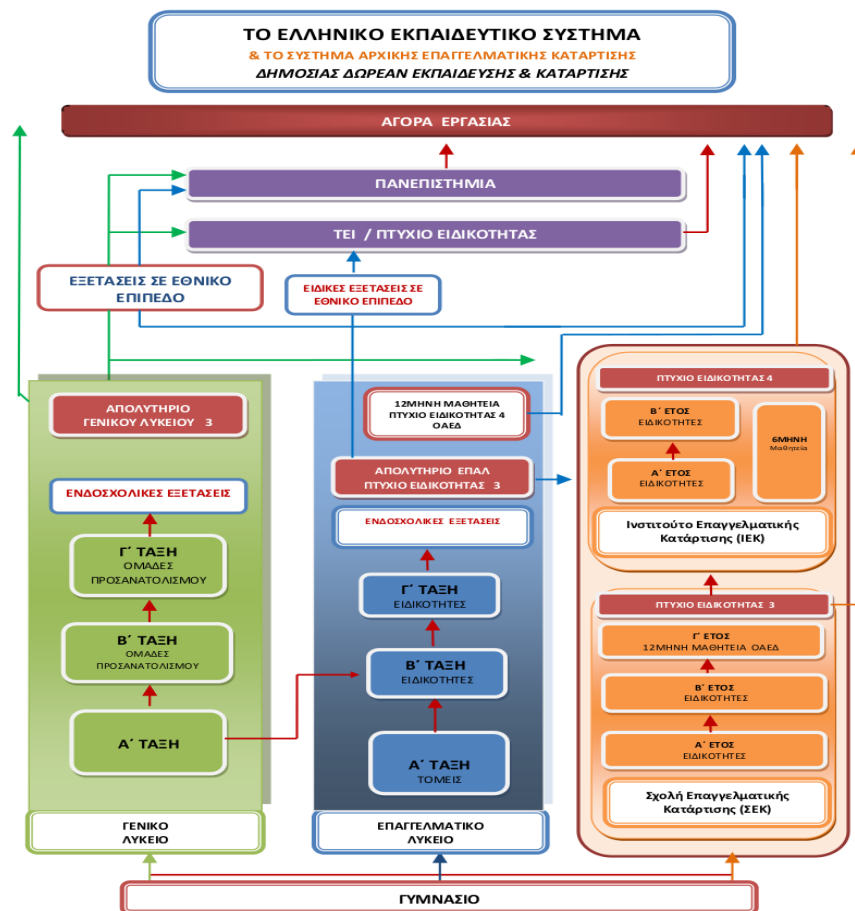 ΤΟ ΕΛΛΗΝΙΚΟ ΕΚΠΑΙΔΕΥΤΙΚΟ ΣΥΣΤΗΜΑ
& ΤΟ ΣΥΣΤΗΜΑ ΑΡΧΙΚΗΣ ΕΠΑΓΓΕΛΜΑΤΙΚΗΣ ΚΑΤΑΡΤΙΣΗΣ
ΔΗΜΟΣΙΑΣ ΔΩΡΕΑΝ ΕΚΠΑΙΔΕΥΣΗΣ & ΚΑΤΑΡΤΙΣΗΣ
ΑΓΟΡΑ ΕΡΓΑΣΙΑΣ
ΠΑΝΕΠΙΣΤΗΜΙΑ
ΤΕΙ / ΠΤΥΧΙΟ ΕΙΔΙΚΟΤΗΤΑΣ
ΕΞΕΤΑΣΕΙΣ ΣΕ ΕΘΝΙΚΟ
ΕΠΙΠΕΔΟ
ΕΙΔΙΚΕΣ ΕΞΕΤΑΣΕΙΣ ΣΕ
ΕΘΝΙΚΟ ΕΠΙΠΕΔΟ
ΑΠΟΛΥΤΗΡΙΟ
ΓΕΝΙΚΟΥ ΛΥΚΕΙΟΥ 3
ΕΝΔΟΣΧΟΛΙΚΕΣ ΕΞΕΤΑΣΕΙΣ
Γ΄ ΤΑΞΗ
ΟΜΑΔΕΣ
ΠΡΟΣΑΝΑΤΟΛΙΣΜΟΥ
Β΄ ΤΑΞΗ
ΟΜΑΔΕΣ
ΠΡΟΣΑΝΑΤΟΛΙΣΜΟΥ
Α΄ ΤΑΞΗ
ΓΕΝΙΚΟ
ΛΥΚΕΙΟ
12ΜΗΝΗ ΜΑΘΗΤΕΙΑ
ΠΤΥΧΙΟ ΕΙΔΙΚΟΤΗΤΑΣ 4
ΟΑΕΔ
ΑΠΟΛΥΤΗΡΙΟ ΕΠΑΛ
ΠΤΥΧΙΟ ΕΙΔΙΚΟΤΗΤΑΣ 3
ΕΝΔΟΣΧΟΛΙΚΕΣ ΕΞΕΤΑΣΕΙΣ
Γ΄ ΤΑΞΗ
ΕΙΔΙΚΟΤΗΤΕΣ
Β΄ ΤΑΞΗ
ΕΙΔΙΚΟΤΗΤΕΣ
Α΄ ΤΑΞΗ
ΤΟΜΕΙΣ
ΕΠΑΓΓΕΛΜΑΤΙΚΟ
ΛΥΚΕΙΟ
ΠΤΥΧΙΟ ΕΙΔΙΚΟΤΗΤΑΣ 4
Β΄ ΕΤΟΣ
ΕΙΔΙΚΟΤΗΤΕΣ
6ΜΗΝΗ
Μαθητεία
Α΄ ΕΤΟΣ
ΕΙΔΙΚΟΤΗΤΕΣ
Ινστιτούτο Επαγγελματικής
Κατάρτισης (ΙΕΚ)
ΠΤΥΧΙΟ ΕΙΔΙΚΟΤΗΤΑΣ 3
Γ΄ ΕΤΟΣ
12ΜΗΝΗ ΜΑΘΗΤΕΙΑ ΟΑΕΔ
Β΄ ΕΤΟΣ
ΕΙΔΙΚΟΤΗΤΕΣ
Α΄ ΕΤΟΣ
ΕΙΔΙΚΟΤΗΤΕΣ
Σχολή Επαγγελματικής
Κατάρτισης (ΣΕΚ)
ΓΥΜΝΑΣΙΟ